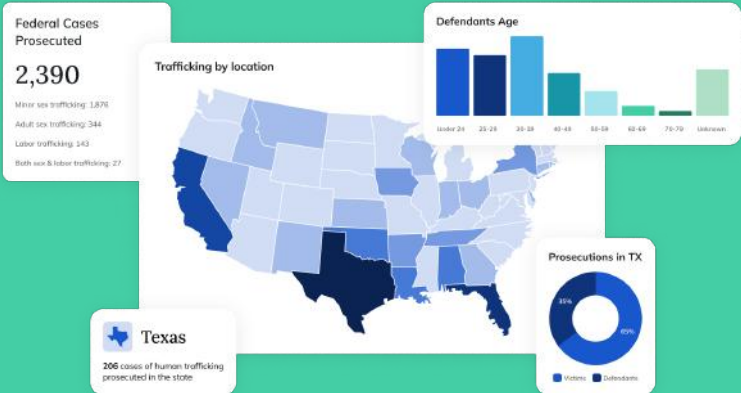 Federal Cases
Prosecuted
2,390
Minor sex trafficking: 1,876
Adult sex trafficking: 344
Labor trafficking: 143
Both sex & labor trafficking: 27
Trafficking by location
Defendants Age
Under 24
25-29
30-39
40-49
50-59
60-69
70-79
Unknown
Texas
206 cases of human trafficking
prosecuted in the state
Prosecutions in TX
35%
65%
Victims
Defendants